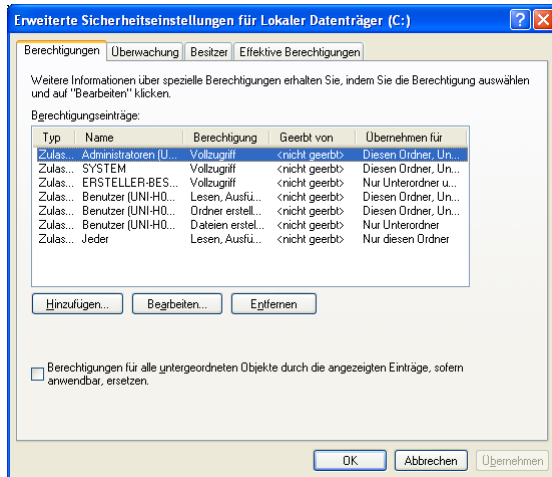 Erweiterte Sicherheitseinstellungen für Lokaler Datenträger (C:)
Berechtigungen Überwachung Besitzer Effektive Berechtigungen
Weitere Informationen über spezielle Berechtigungen erhalten Sie, indem Sie die Berechtigung auswählen
und auf "Bearbeiten" klicken.
Berechtigungseinträge:
Typ Name Berechtigung Geerbt von Übernehmen für
Zulas... Administratoren (U... Vollzugriff <nicht geerbt> Diesen Ordner, Un...
Zulas... SYSTEM Vollzugriff <nicht geerbt> Diesen Ordner, Un...
Zulas... ERSTELLER-BES... Vollzugriff <nicht geerbt> Nur Unterordner u...
Zulas... Benutzer (UNI-HO... Lesen, Ausfü... <nicht geerbt> Diesen Ordner, Un...
Zulas... Benutzer (UNI-HO... Ordner erstell... <nicht geerbt> Diesen Ordner, Un...
Zulas... Benutzer (UNI-HO... Dateien erstel... <nicht geerbt> Nur Unterordner
Zulas... Jeder Lesen, Ausfü... <nicht geerbt> Nur diesen Ordner
Hinzufügen... Bearbeiten... Entfernen
Berechtigungen für alle untergeordneten Objekte durch die angezeigten Einträge, sofern
anwendbar, ersetzen.
OK Abbrechen Übernehmen